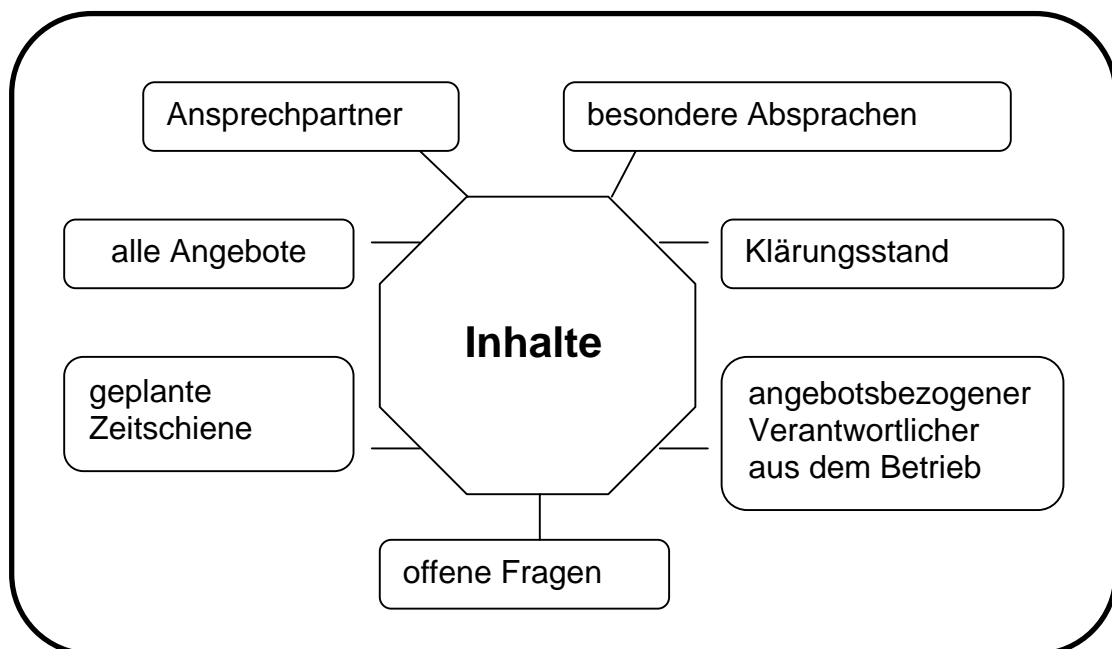 Ansprechpartner
besondere Absprachen
alle Angebote
Klärungsstand
Inhalte
geplante
Zeitschiene
angebotsbezogener
Verantwortlicher
aus dem Betrieb
offene Fragen